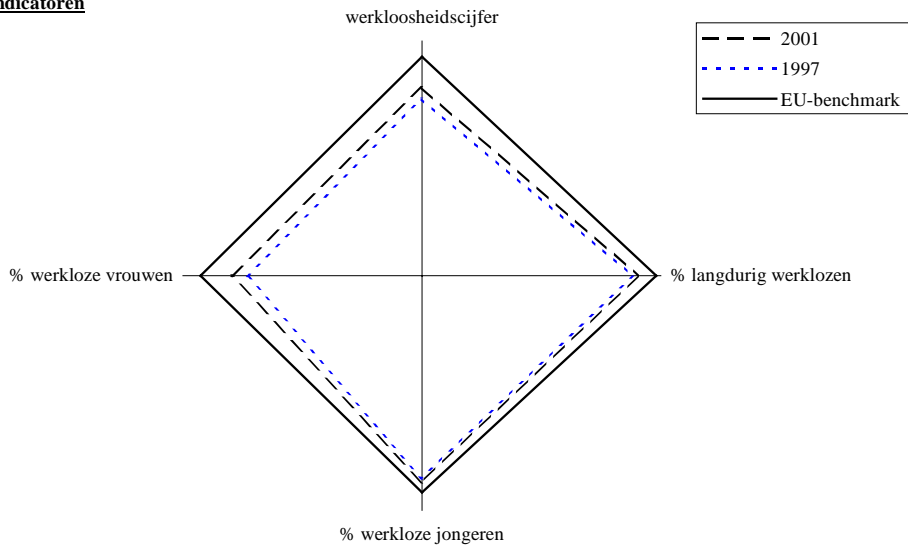 ndicatoren
werkloosheidscijfer
2001
1997
EU-benchmark
% werkloze vrouwen
% langdurig werklozen
% werkloze jongeren